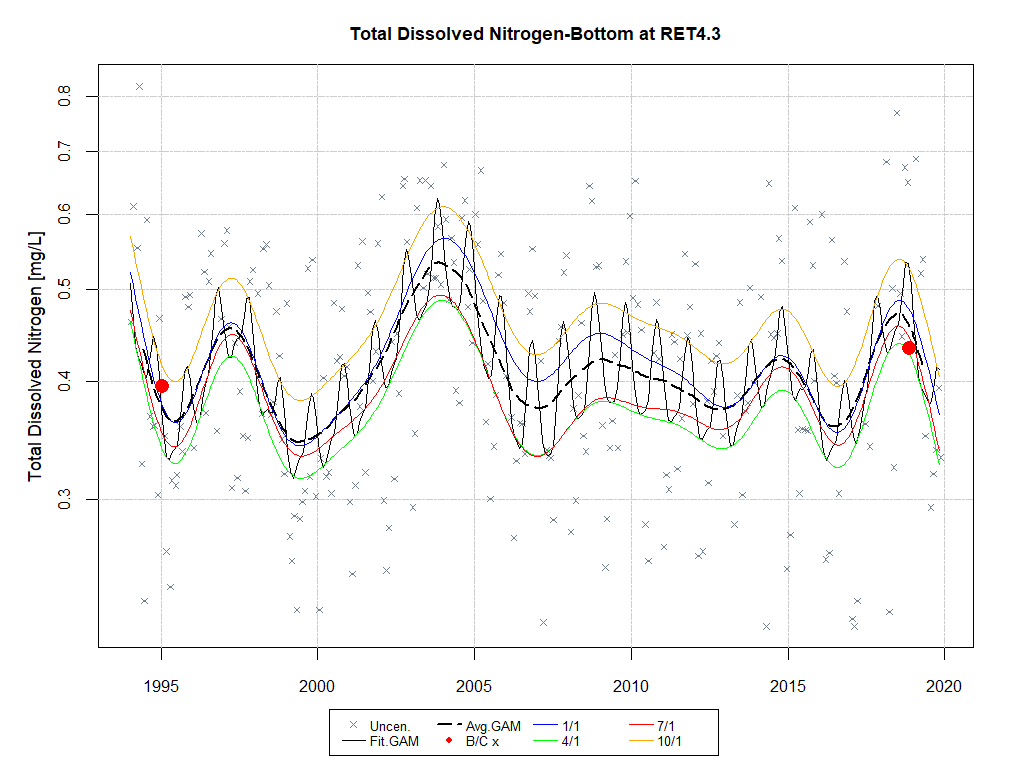 Total Dissolved Nitrogen-Bottom at RET4.3
Total Dissolved Nitrogen [mg/L]
0.8
0.7
0.6
0.5
0.4
0.3
1995 2000 2005 2010 2015 2020
Uncen. Avg.GAM 1/1 7/1
Fit.GAM B/C x 4/1 10/1